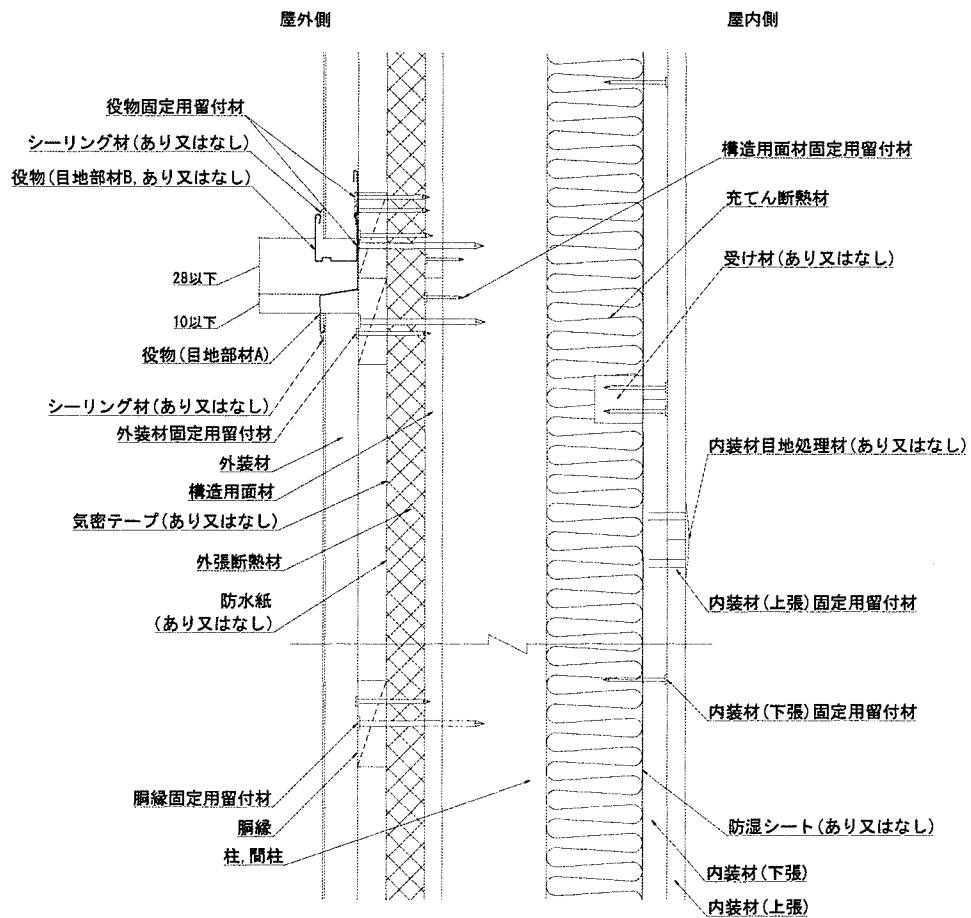 屋外側
屋内側
役物固定用留付材
シーリング材(あり又はなし)
役物(目地部材B,あり又はなし)
28以下
10以下
役物(目地部材A)
シーリング材(あり又はなし)
外装材固定用留付材
外装材
構造用面材
気密テープ(あり又はなし)
外張断熱材
防水紙
(あり又はなし)
胴縁固定用留付材
胴縁
柱,間柱
構造用面材固定用留付材
充てん断熱材
受け材(あり又はなし)
内装材目地処理材(あり又はなし)
内装材(上張)固定用留付材
内装材(下張)固定用留付材
防湿シート(あり又はなし)
内装材(下張)
内装材(上張)